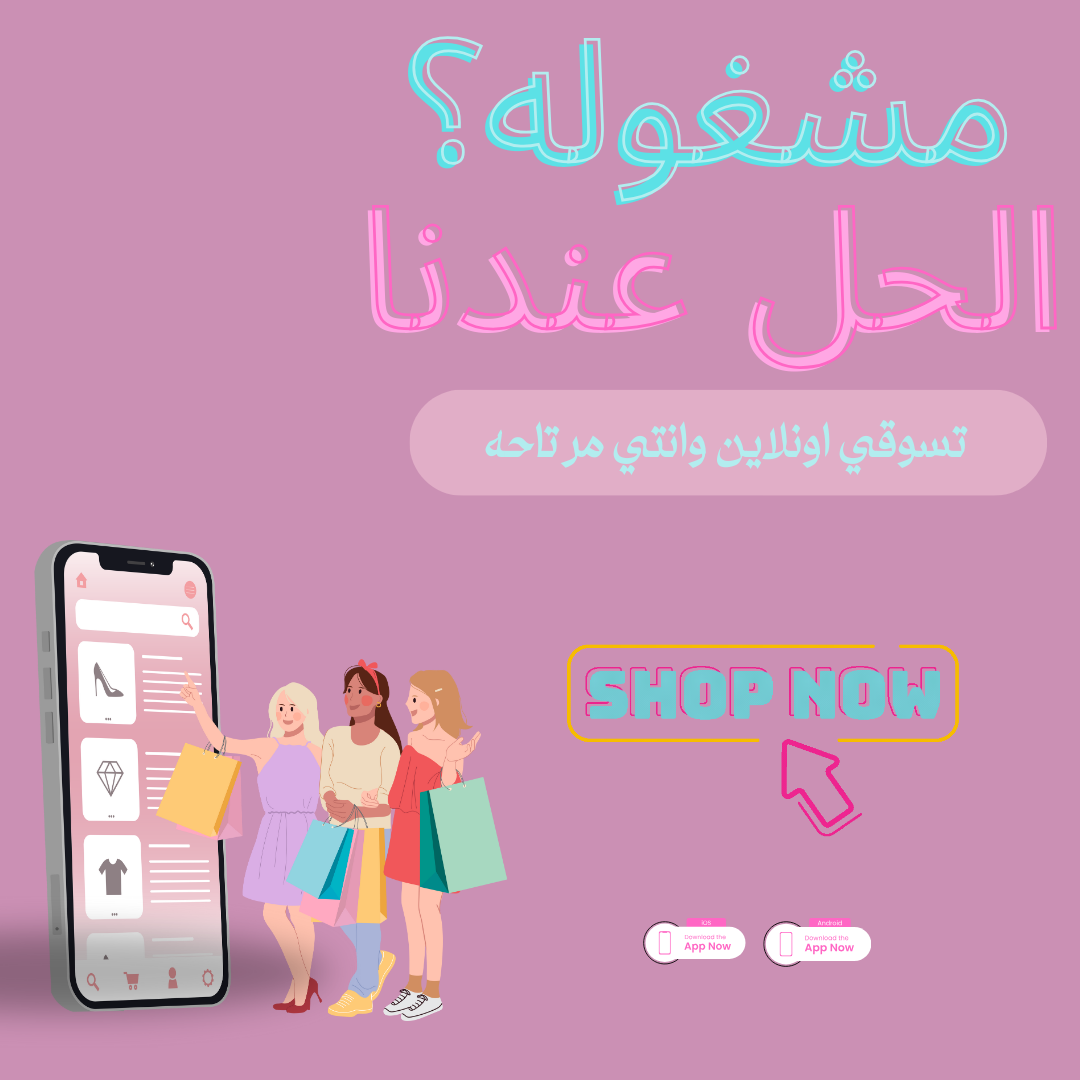 مشغوله؟
الحل عندنا
تسوقي اونلاين وانتي مرتاحه
SHOP NOW
iOS
Download the
App Now
Android
Download the
App Now